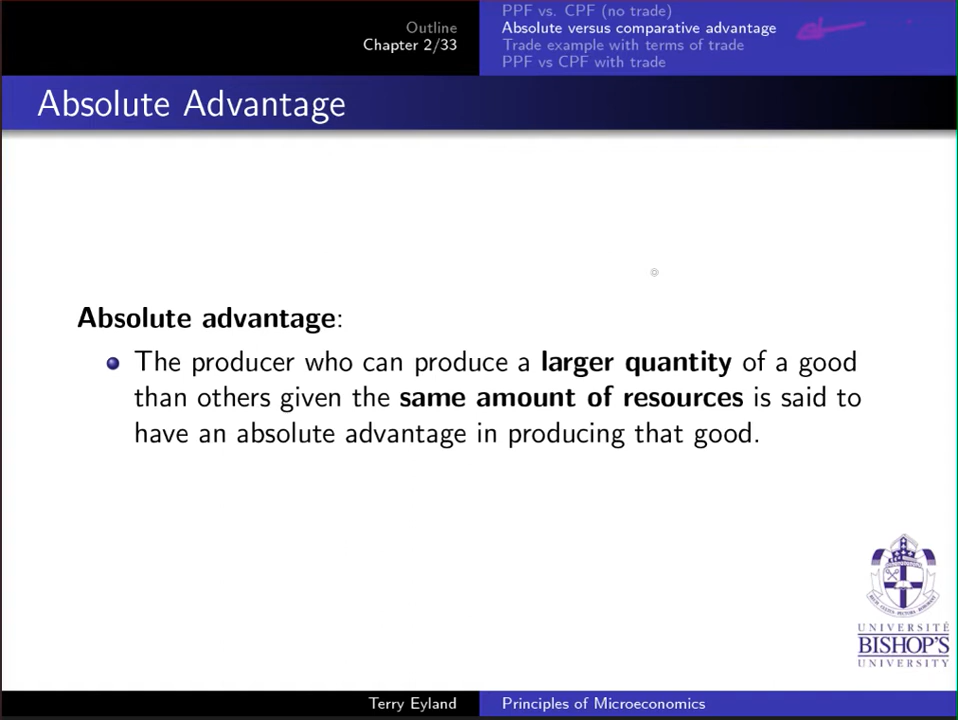 Outline
Chapter 2/33
PPF vs. CPF (no trade)
Absolute versus comparative advantage
Trade example with terms of trade
PPF vs CPF with trade
Absolute Advantage
Absolute advantage:
The producer who can produce a larger quantity of a good
than others given the same amount of resources is said to
have an absolute advantage in producing that good.
UNIVERSITÉ
BISHOP'S
UNIVERSITY
Terry Eyland
Principles of Microeconomics